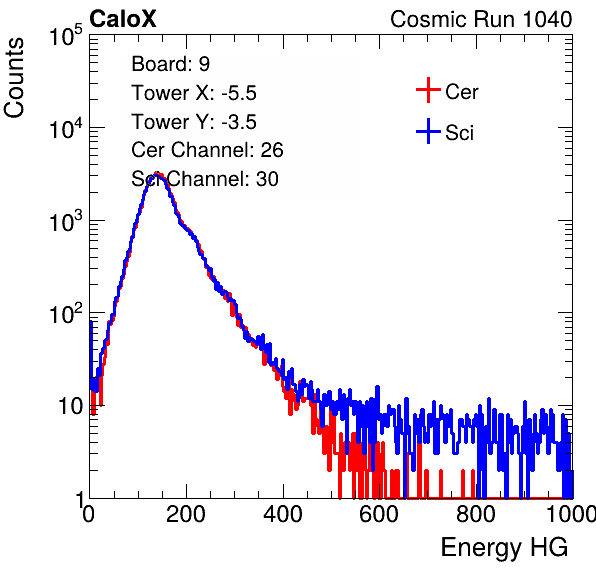 CaloX
Cosmic Run 1040
Counts
Board: 9
Tower X: -5.5
Tower Y: -3.5
Cer Channel: 26
Sci Channel: 30
Cer
Sci
10^5
10^4
10^3
10^2
10
1
0
200
400
600
800
1000
Energy HG